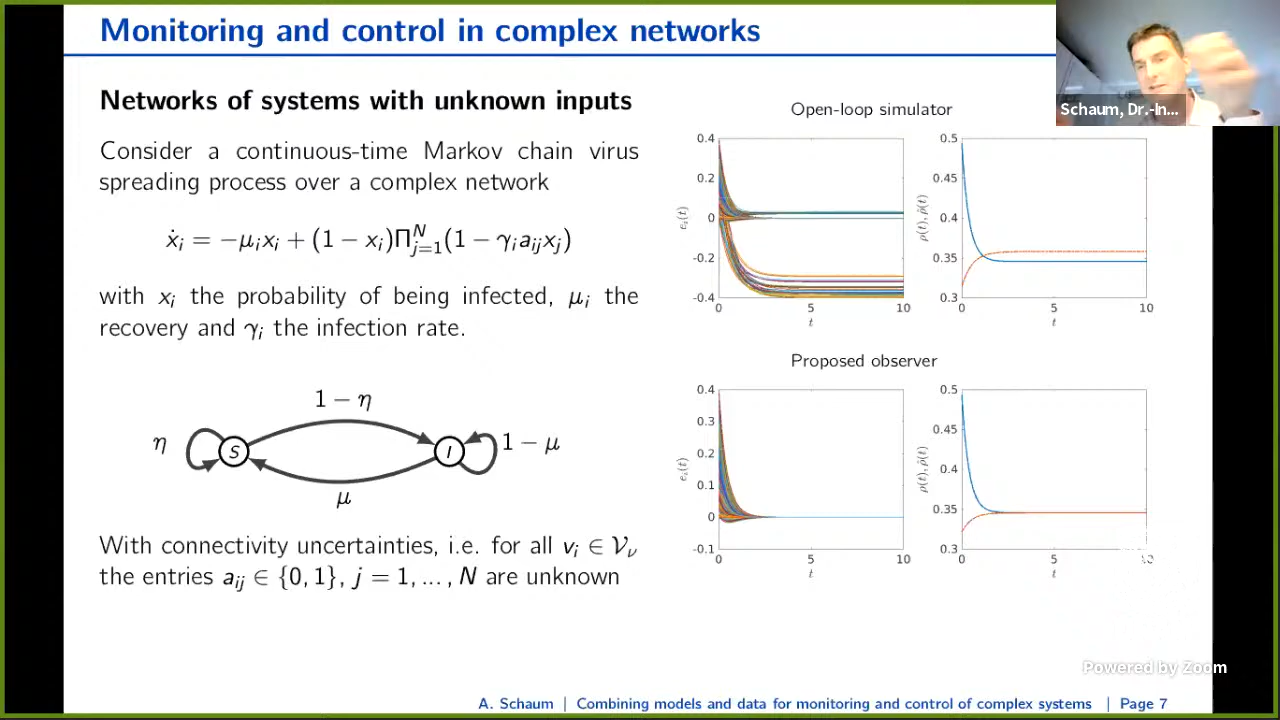 Monitoring and control in complex networks
Schaum, Dr.-In...
Networks of systems with unknown inputs
Consider a continuous-time Markov chain virus
spreading process over a complex network
ẋᵢ = −μᵢxᵢ + (1 − xᵢ)Πᴺⱼ₌₁(1 − γᵢaᵢⱼxⱼ)
with xᵢ the probability of being infected, μᵢ the
recovery and γᵢ the infection rate.
1 − η
η
S
I
1 − μ
μ
With connectivity uncertainties, i.e. for all vᵢ ∈ 𝒱ᵥ
the entries aᵢⱼ ∈ {0, 1}, j = 1, ..., N are unknown
Open-loop simulator
0.4
0.2
0
-0.2
-0.4
eᵢ(t)
0 5 10
t
0.5
0.45
0.4
0.35
0.3
ρ(t), ρ̂(t)
0 5 10
t
Proposed observer
0.4
0.3
0.2
0.1
0
-0.1
eᵢ(t)
0 5 10
t
0.5
0.45
0.4
0.35
0.3
ρ(t), ρ̂(t)
0 5 10
t
Powered by Zoom
A. Schaum | Combining models and data for monitoring and control of complex systems | Page 7